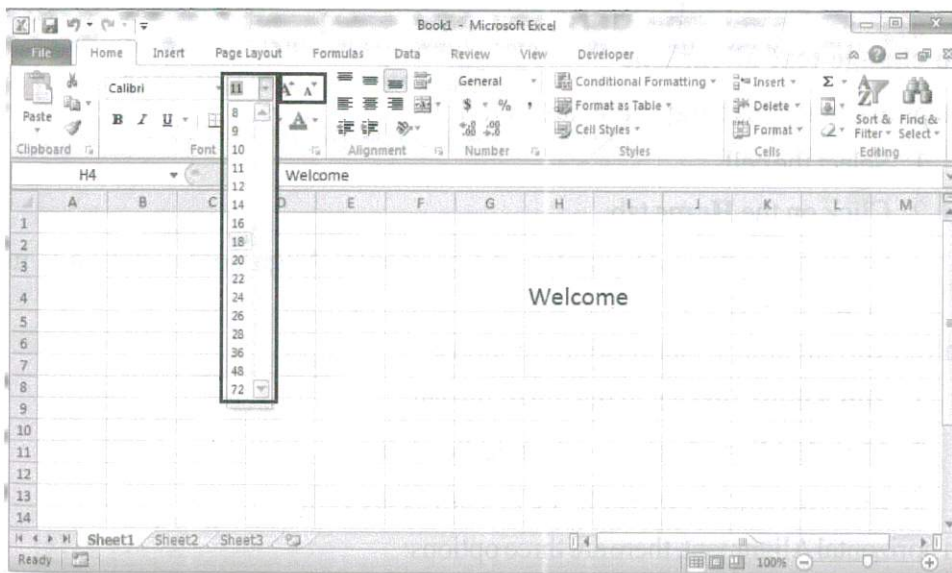 Book1 - Microsoft Excel
File Home Insert Page Layout Formulas Data Review View Developer
Calibri 11 A A General Conditional Formatting Insert Σ
Paste B I U A $ % , Format as Table Delete Sort & Find &
Cell Styles Format Filter Select
Clipboard Font Alignment Number Styles Cells Editing
H4 Welcome
A B C D E F G H I J K L M
8
9
10
11
12
14
16
18
20
22
24
26
28
36
48
72
1
2
3
4 Welcome
5
6
7
8
9
10
11
12
13
14
Sheet1 Sheet2 Sheet3
Ready 100%